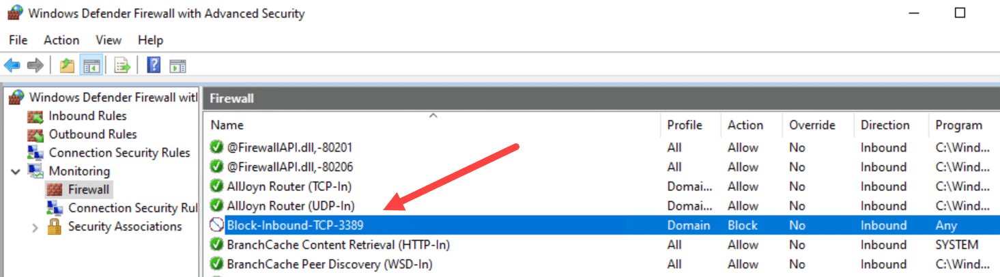 Windows Defender Firewall with Advanced Security
File Action View Help
Windows Defender Firewall witl
Inbound Rules
Outbound Rules
Connection Security Rules
Monitoring
Firewall
Connection Security Rul
Security Associations
Firewall
Name Profile Action Override Direction Program
@FirewallAPI.dll,-80201 All Allow No Inbound C:\Wind...
@FirewallAPI.dll,-80206 All Allow No Inbound C:\Wind...
AllJoyn Router (TCP-In) Domai... Allow No Inbound C:\Wind...
AllJoyn Router (UDP-In) Domai... Allow No Inbound C:\Wind...
Block-Inbound-TCP-3389 Domain Block No Inbound Any
BranchCache Content Retrieval (HTTP-In) All Allow No Inbound SYSTEM
BranchCache Peer Discovery (WSD-In) All Allow No Inbound C:\Wind...